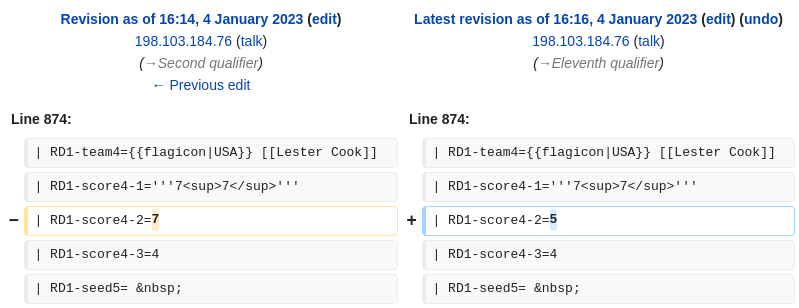 Revision as of 16:14, 4 January 2023 (edit)
198.103.184.76 (talk)
(→Second qualifier)
← Previous edit
Latest revision as of 16:16, 4 January 2023 (edit) (undo)
198.103.184.76 (talk)
(→Eleventh qualifier)
Line 874:
| RD1-team4={{flagicon|USA}} [[Lester Cook]]
| RD1-score4-1='''7<sup>7</sup>'''
− | RD1-score4-2=7
| RD1-score4-3=4
| RD1-seed5= &nbsp;
Line 874:
| RD1-team4={{flagicon|USA}} [[Lester Cook]]
| RD1-score4-1='''7<sup>7</sup>'''
+ | RD1-score4-2=5
| RD1-score4-3=4
| RD1-seed5= &nbsp;